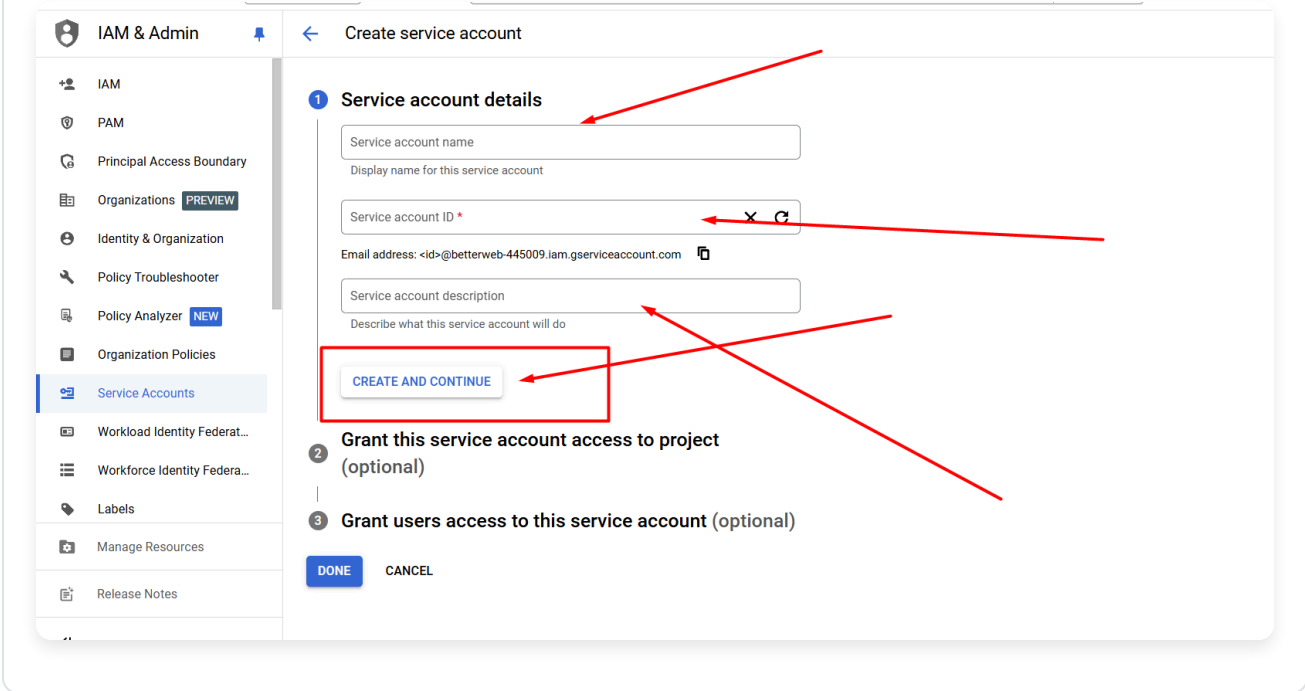 IAM & Admin
Create service account
IAM
PAM
Principal Access Boundary
Organizations PREVIEW
Identity & Organization
Policy Troubleshooter
Policy Analyzer NEW
Organization Policies
Service Accounts
Workload Identity Federat...
Workforce Identity Federa...
Labels
Manage Resources
Release Notes
1 Service account details
Service account name
Display name for this service account
Service account ID *
Email address: <id>@betterweb-445009.iam.gserviceaccount.com
Service account description
Describe what this service account will do
CREATE AND CONTINUE
2 Grant this service account access to project
(optional)
3 Grant users access to this service account (optional)
DONE CANCEL